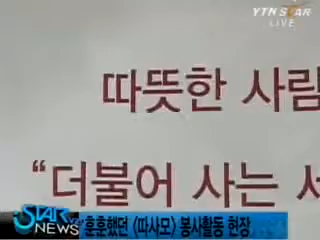 YTN STAR
LIVE
따뜻한 사람
“더불어 사는 세
STAR NEWS
훈훈했던 〈따사모〉 봉사활동 현장